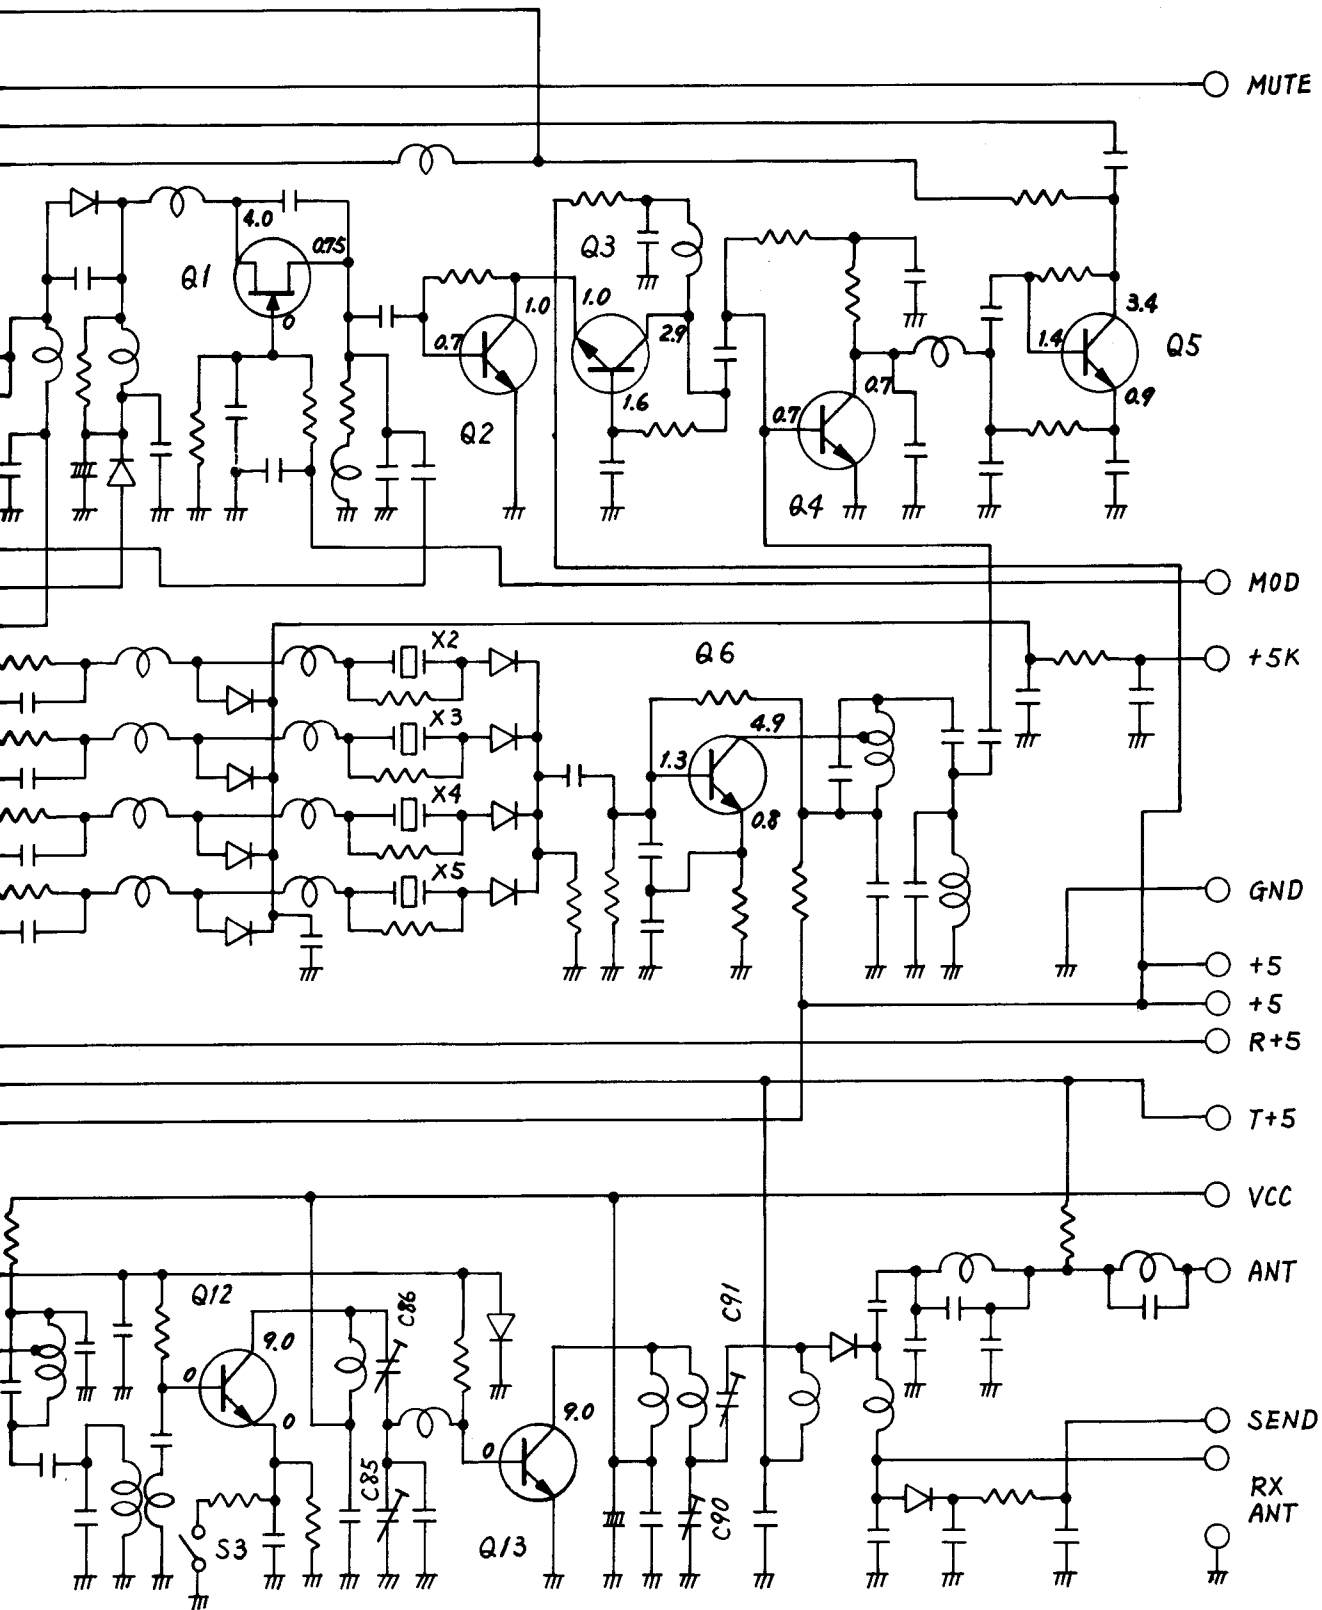 MUTE
4.0
0.75
Q1
0
Q3
1.0
1.0
0.7
2.9
1.6
Q2
3.4
1.4
Q5
0.9
0.7
0.7
Q4
MOD
X2
Q6
+5K
X3
4.9
1.3
X4
0.8
X5
GND
+5
+5
R+5
T+5
VCC
ANT
Q12
C86
C91
9.0
0
0
9.0
SEND
C85
0
C90
RX
ANT
S3
Q13